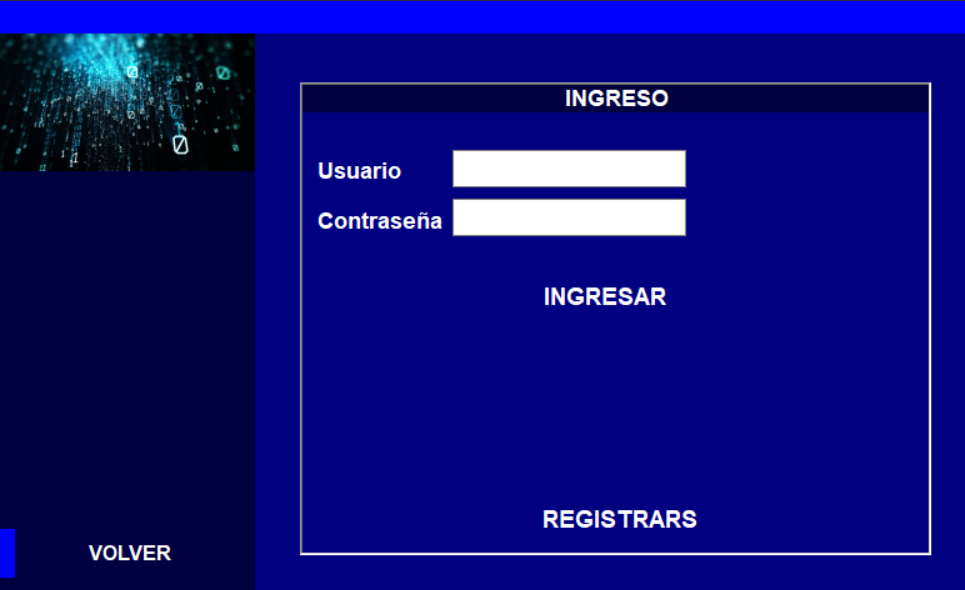 INGRESO
Usuario
Contraseña
INGRESAR
REGISTRARS
VOLVER